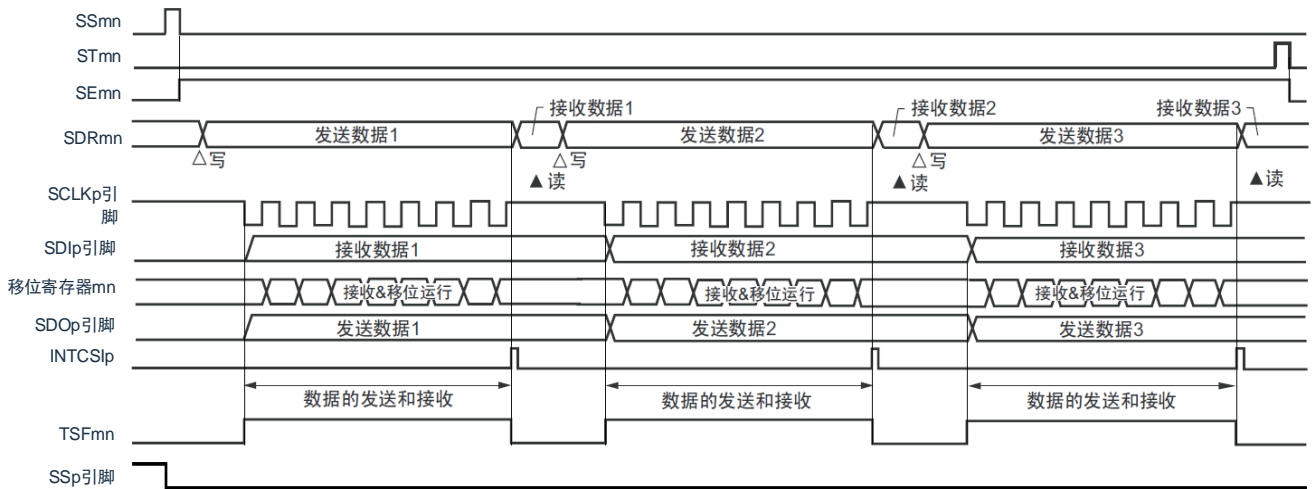 SSmn
STmn
SEmn
接收数据1 接收数据2 接收数据3
SDRmn 发送数据1 发送数据2 发送数据3
△写 △写 △写
▲读 ▲读 ▲读
SCLKp引
脚
SDIp引脚 接收数据1 接收数据2 接收数据3
移位寄存器mn 接收&移位运行 接收&移位运行 接收&移位运行
SDOp引脚 发送数据1 发送数据2 发送数据3
INTCSIp
数据的发送和接收 数据的发送和接收 数据的发送和接收
TSFmn
SSp引脚